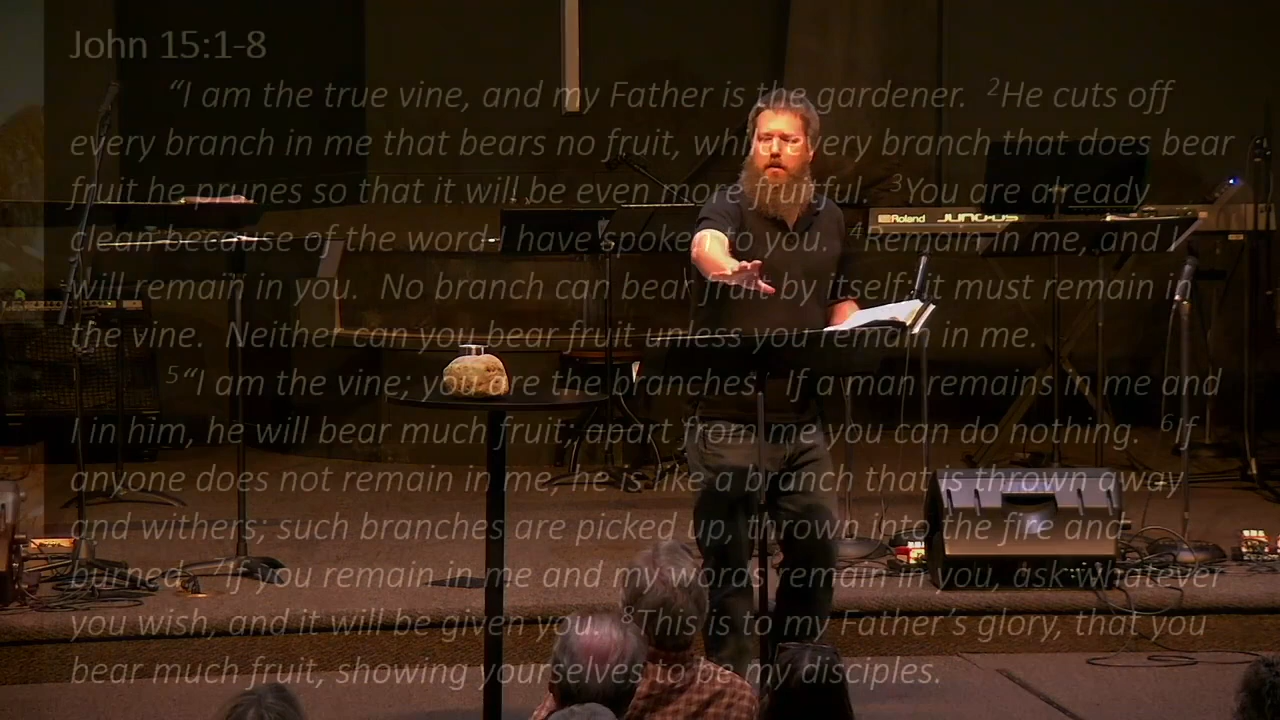 John 15:1-8
“I am the true vine, and my Father is the gardener. ²He cuts off
every branch in me that bears no fruit, while every branch that does bear
fruit he prunes so that it will be even more fruitful. ³You are already
clean because of the word I have spoken to you. ⁴Remain in me, and I
will remain in you. No branch can bear fruit by itself; it must remain in
the vine. Neither can you bear fruit unless you remain in me.
⁵“I am the vine; you are the branches. If a man remains in me and
I in him, he will bear much fruit; apart from me you can do nothing. ⁶If
anyone does not remain in me, he is like a branch that is thrown away
and withers; such branches are picked up, thrown into the fire and
burned. ⁷If you remain in me and my words remain in you, ask whatever
you wish, and it will be given you. ⁸This is to my Father’s glory, that you
bear much fruit, showing yourselves to be my disciples.
Roland JUNO-DS